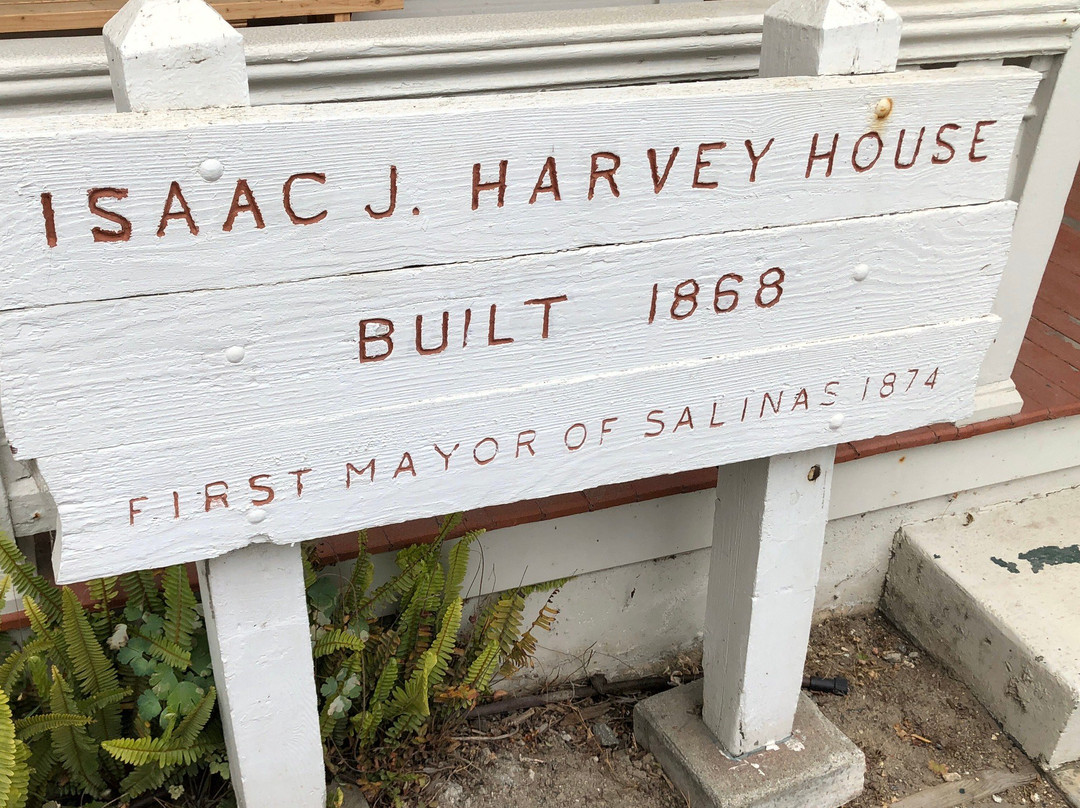 ISAAC J. HARVEY HOUSE
BUILT 1868
FIRST MAYOR OF SALINAS 1874